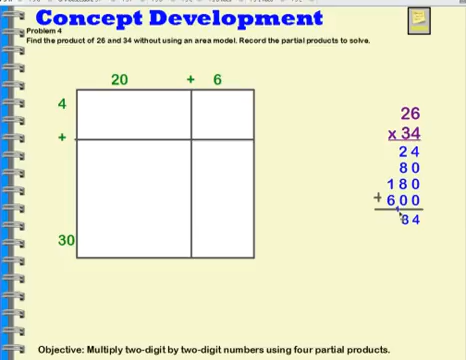 Concept Development
Problem 4
Find the product of 26 and 34 without using an area model. Record the partial products to solve.
20 + 6
4
+
30
26
x 34
24
80
180
+ 600
84
Objective: Multiply two-digit by two-digit numbers using four partial products.